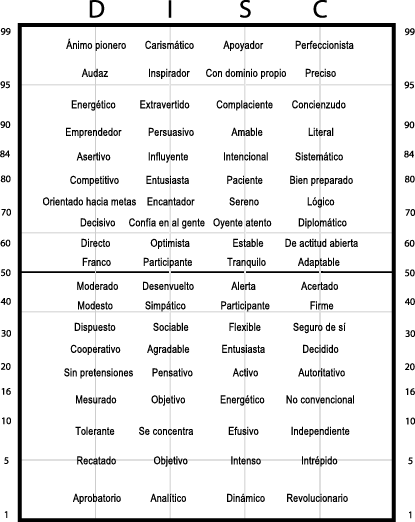 D I S C
99 99
Ánimo pionero Carismático Apoyador Perfeccionista
Audaz Inspirador Con dominio propio Preciso
95 95
Energético Extravertido Complaciente Concienzudo
90 90
Emprendedor Persuasivo Amable Literal
84 84
Asertivo Influyente Intencional Sistemático
80 80
Competitivo Entusiasta Paciente Bien preparado
Orientado hacia metas Encantador Sereno Lógico
70 70
Decisivo Confía en al gente Oyente atento Diplomático
60 60
Directo Optimista Estable De actitud abierta
Franco Participante Tranquilo Adaptable
50 50
Moderado Desenvuelto Alerta Acertado
40 40
Modesto Simpático Participante Firme
Dispuesto Sociable Flexible Seguro de sí
30 30
Cooperativo Agradable Entusiasta Decidido
20 20
Sin pretensiones Pensativo Activo Autoritativo
16 16
Mesurado Objetivo Energético No convencional
10 10
Tolerante Se concentra Efusivo Independiente
5 5
Recatado Objetivo Intenso Intrépido
Aprobatorio Analítico Dinámico Revolucionario
1 1